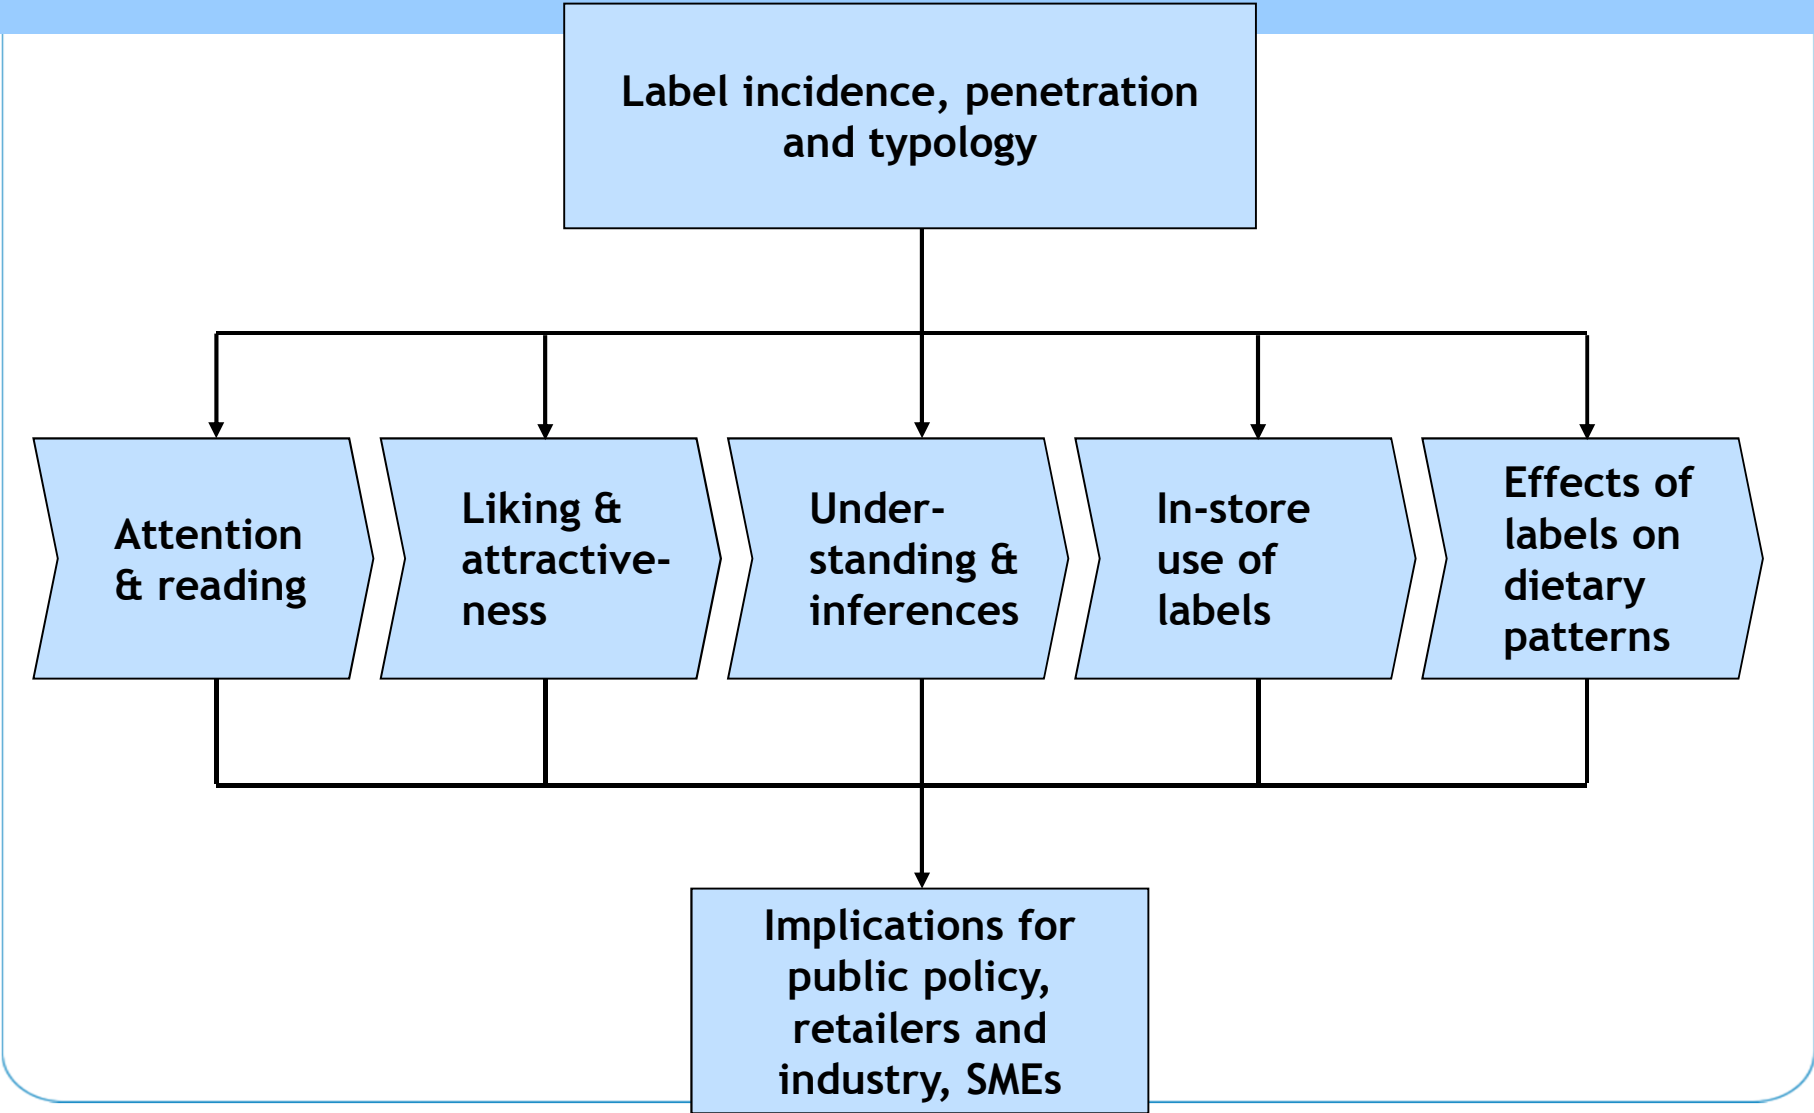 Label incidence, penetration
and typology
Attention
& reading
Liking &
attractive-
ness
Under-
standing &
inferences
In-store
use of
labels
Effects of
labels on
dietary
patterns
Implications for
public policy,
retailers and
industry, SMEs